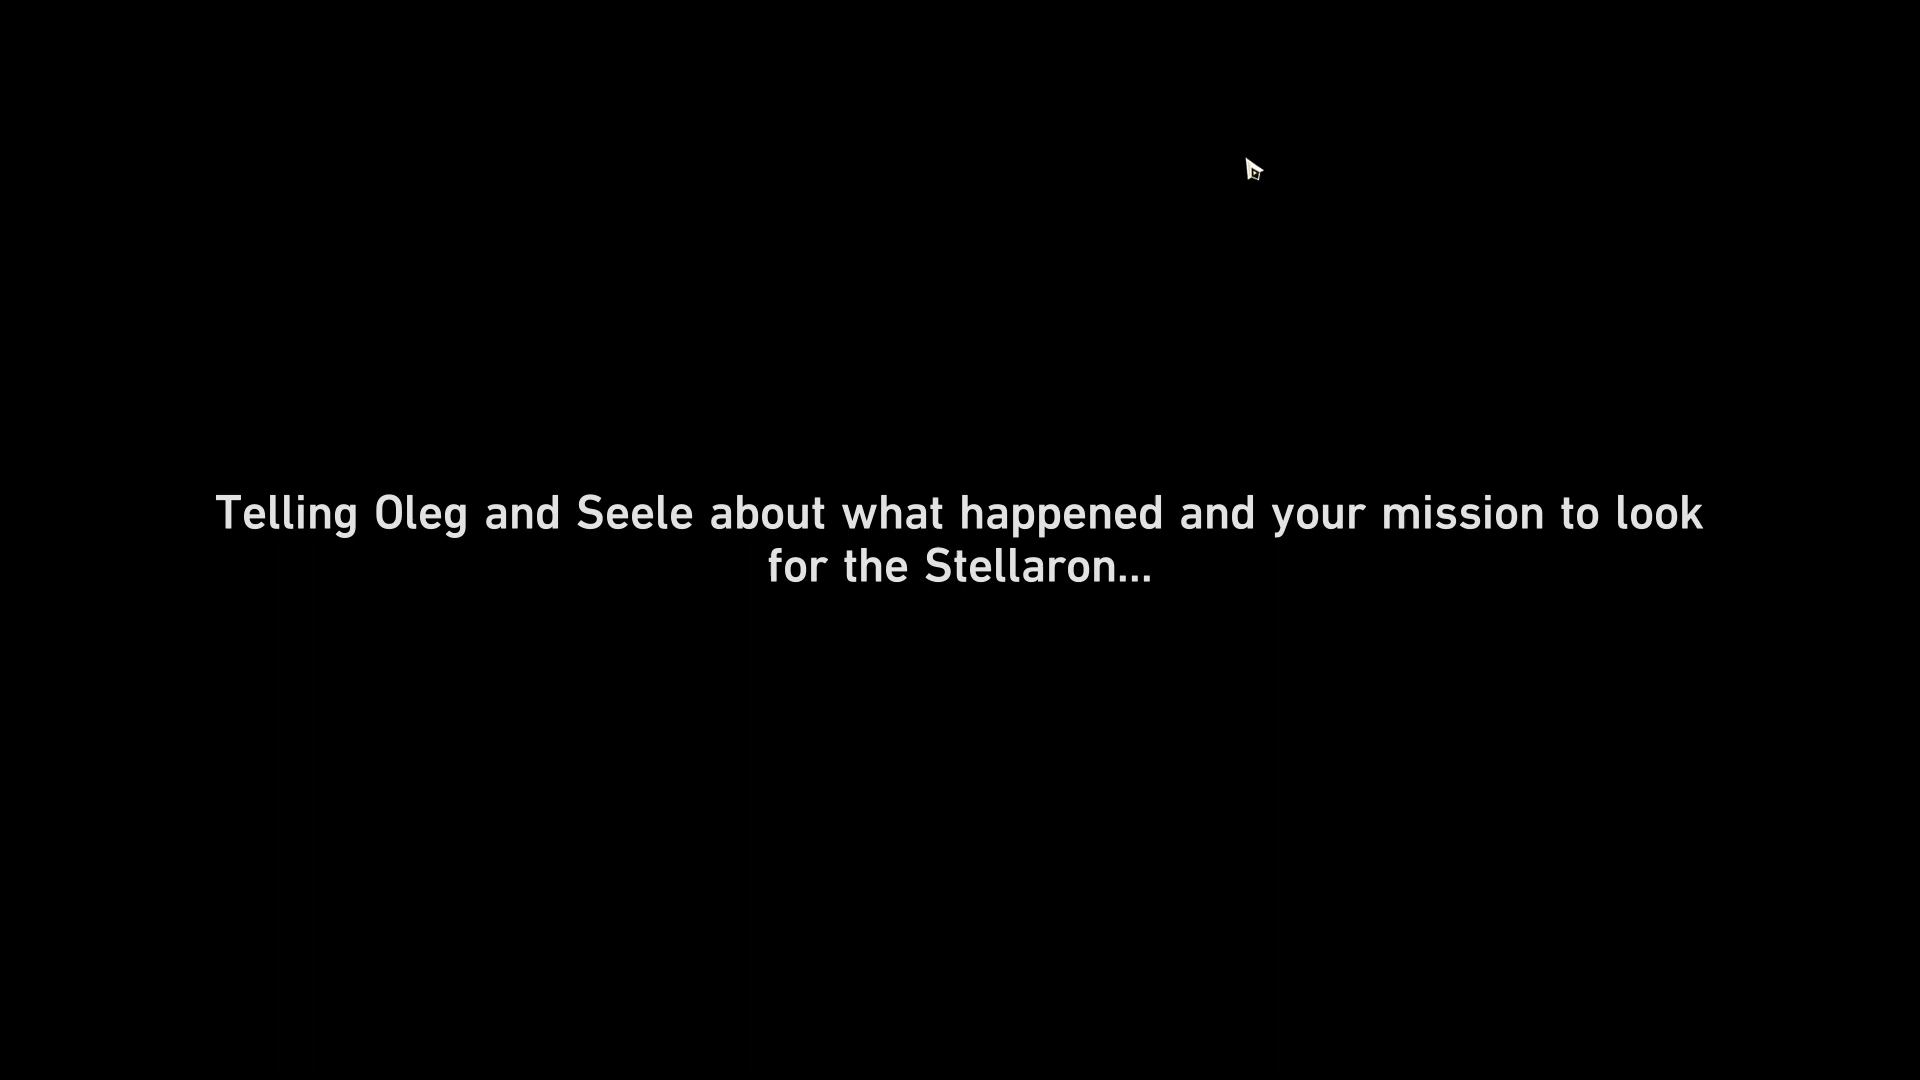 Telling Oleg and Seele about what happened and your mission to look
for the Stellaron...